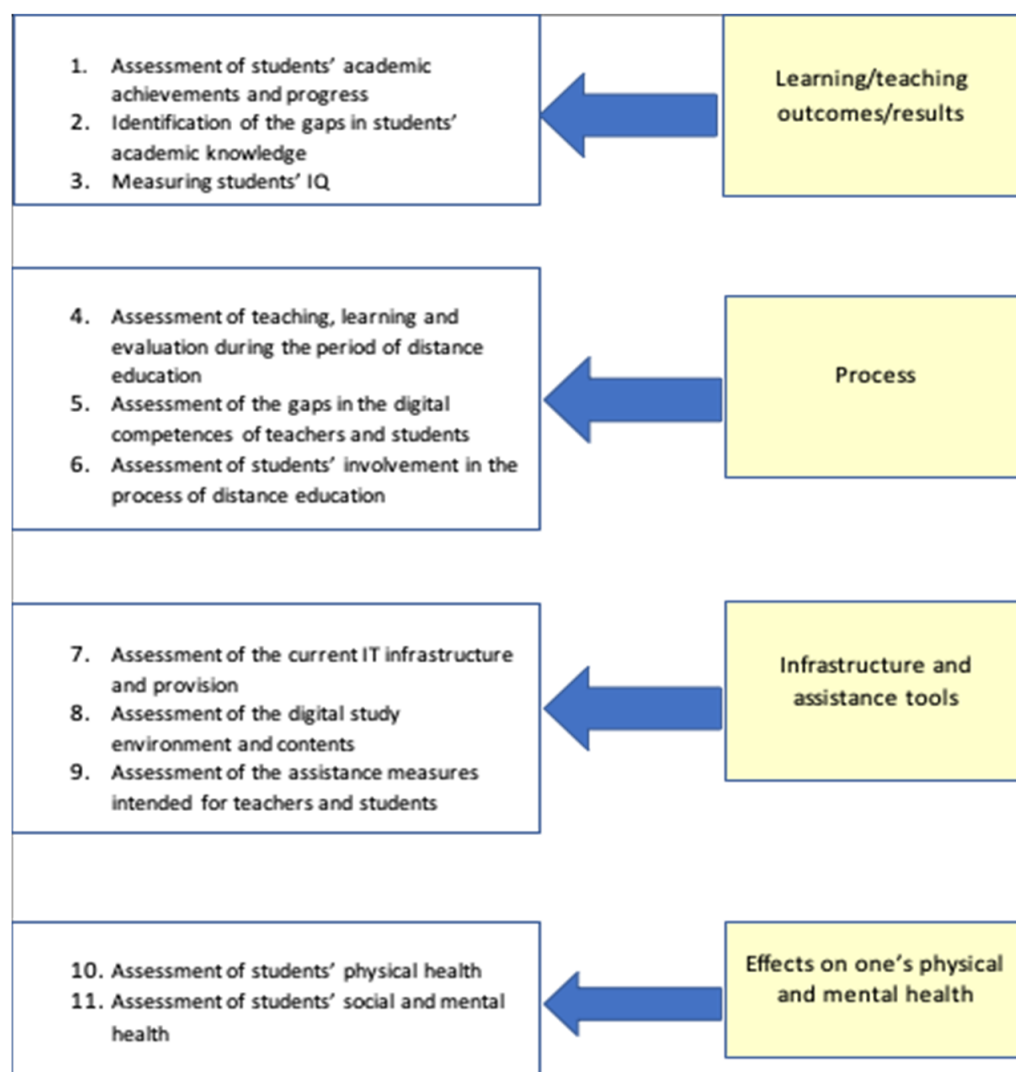 1. Assessment of students' academic
achievements and progress
2. Identification of the gaps in students'
academic knowledge
3. Measuring students' IQ
Learning/teaching
outcomes/results
4. Assessment of teaching, learning and
evaluation during the period of distance
education
5. Assessment of the gaps in the digital
competences of teachers and students
6. Assessment of students' involvement in the
process of distance education
Process
7. Assessment of the current IT infrastructure
and provision
8. Assessment of the digital study
environment and contents
9. Assessment of the assistance measures
intended for teachers and students
Infrastructure and
assistance tools
10. Assessment of students' physical health
11. Assessment of students' social and mental
health
Effects on one's physical
and mental health